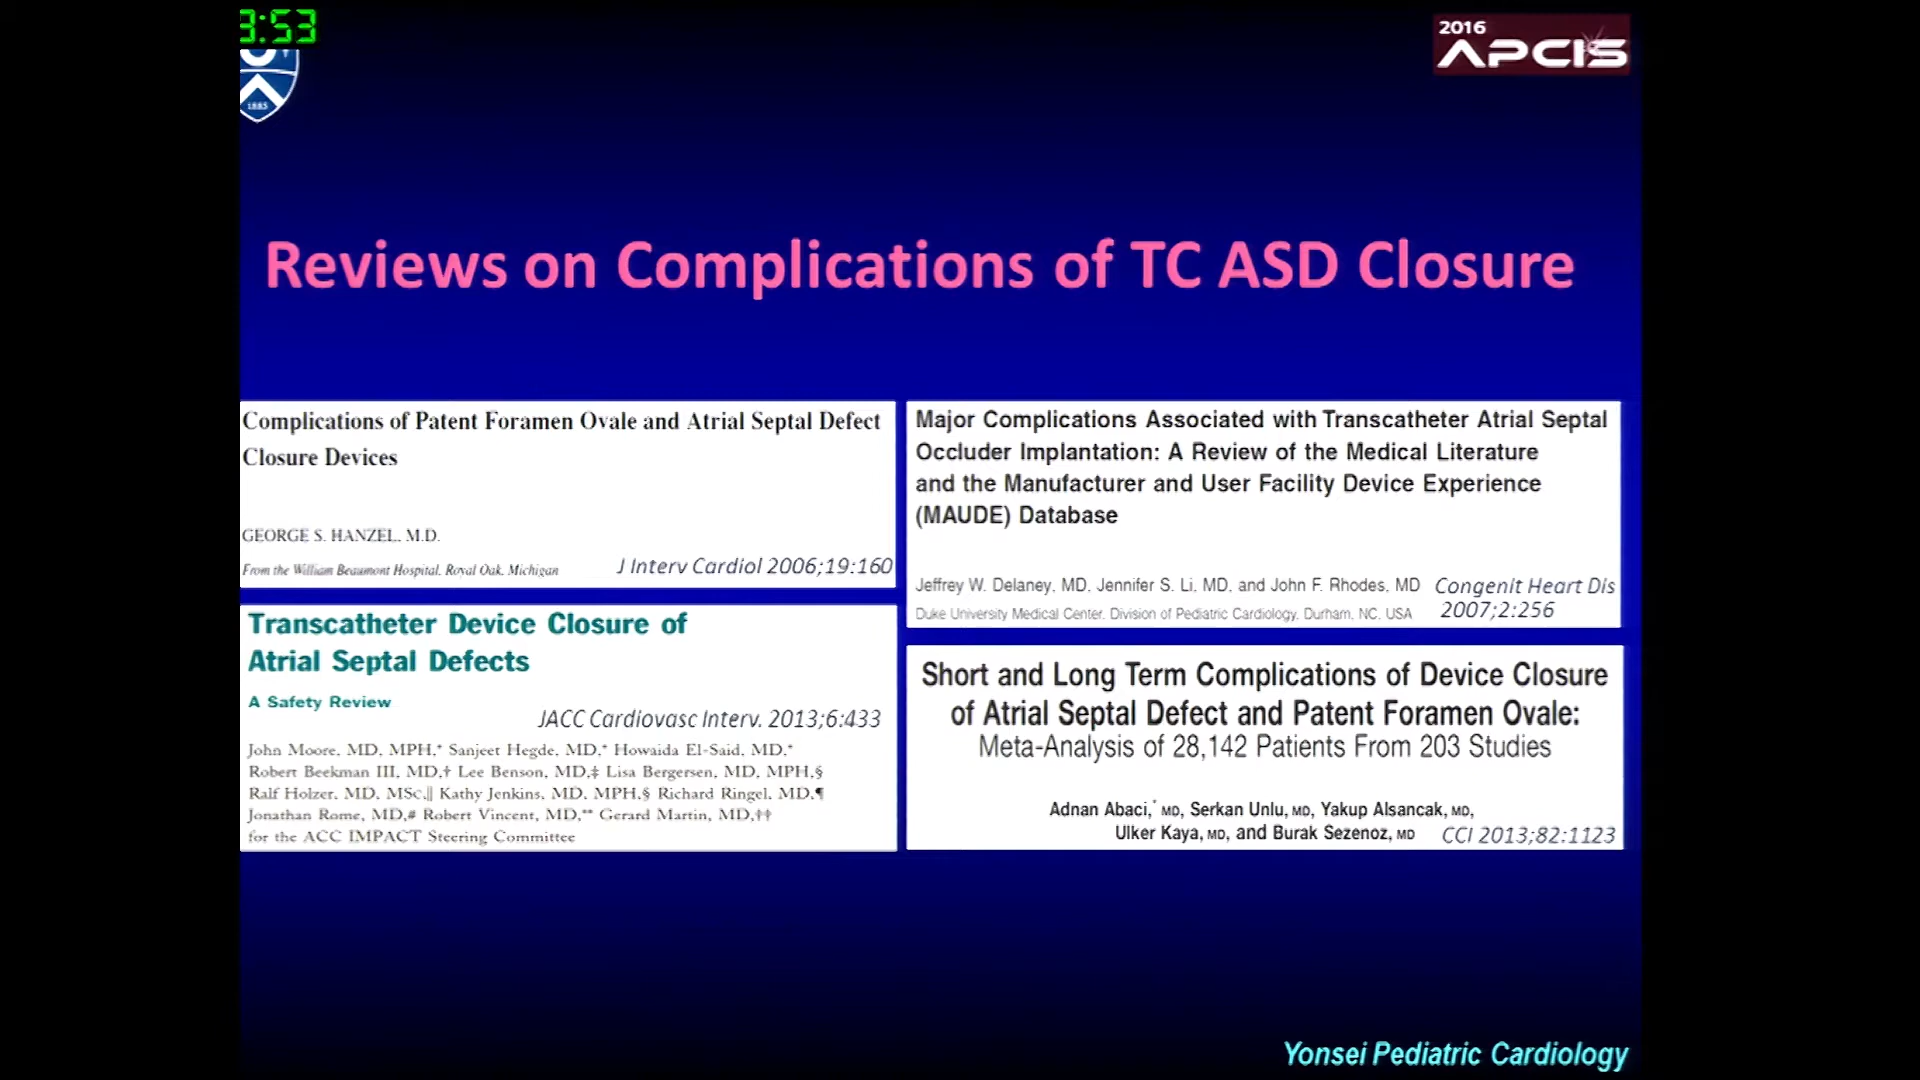 3:53
1885
2016
APCIS
Reviews on Complications of TC ASD Closure
Complications of Patent Foramen Ovale and Atrial Septal Defect
Closure Devices
GEORGE S. HANZEL, M.D.
From the William Beaumont Hospital, Royal Oak, Michigan
J Interv Cardiol 2006;19:160
Major Complications Associated with Transcatheter Atrial Septal
Occluder Implantation: A Review of the Medical Literature
and the Manufacturer and User Facility Device Experience
(MAUDE) Database
Jeffrey W. Delaney, MD, Jennifer S. Li, MD, and John F. Rhodes, MD
Duke University Medical Center, Division of Pediatric Cardiology, Durham, NC, USA
Congenit Heart Dis
2007;2:256
Transcatheter Device Closure of
Atrial Septal Defects
A Safety Review
JACC Cardiovasc Interv. 2013;6:433
John Moore, MD, MPH,* Sanjeet Hegde, MD,* Howaida El-Said, MD,*
Robert Beekman III, MD,† Lee Benson, MD,‡ Lisa Bergersen, MD, MPH,§
Ralf Holzer, MD, MSc,|| Kathy Jenkins, MD, MPH,§ Richard Ringel, MD,¶
Jonathan Rome, MD,# Robert Vincent, MD,** Gerard Martin, MD,††
for the ACC IMPACT Steering Committee
Short and Long Term Complications of Device Closure
of Atrial Septal Defect and Patent Foramen Ovale:
Meta-Analysis of 28,142 Patients From 203 Studies
Adnan Abaci,* MD, Serkan Unlu, MD, Yakup Alsancak, MD,
Ulker Kaya, MD, and Burak Sezenoz, MD
CCI 2013;82:1123
Yonsei Pediatric Cardiology